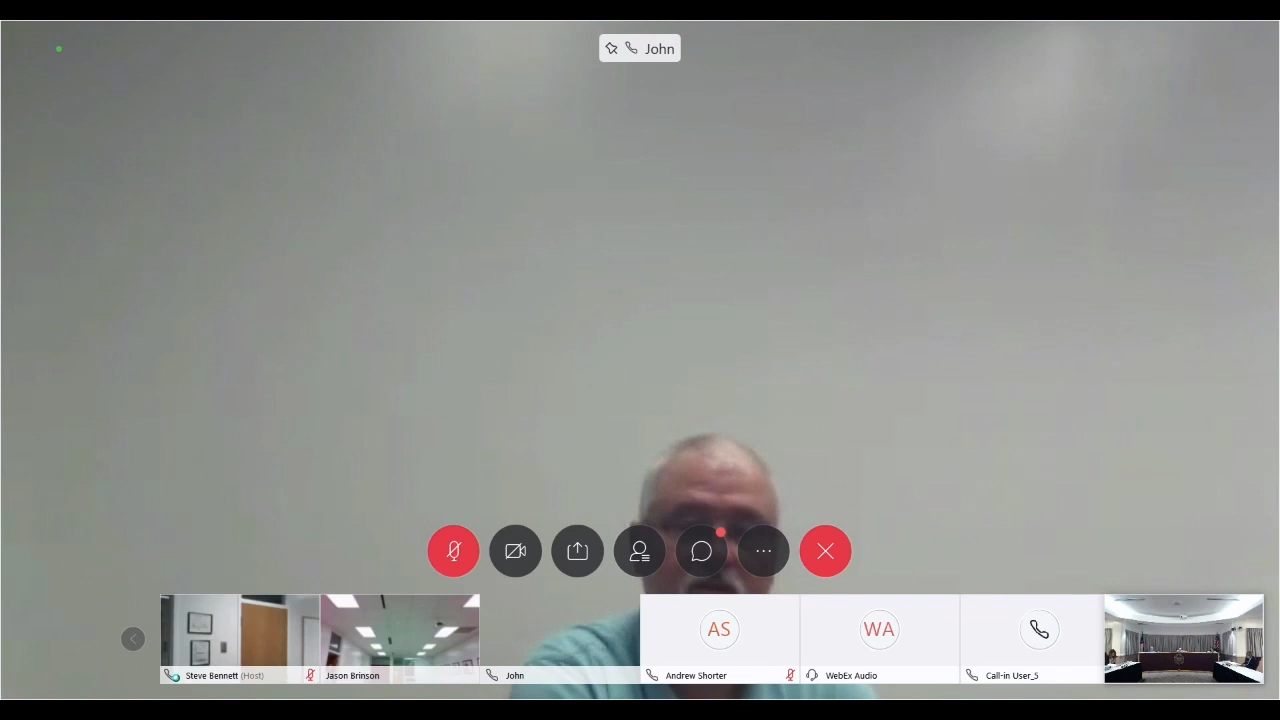 John
AS
WA
Steve Bennett (Host)
Jason Brinson
John
Andrew Shorter
WebEx Audio
Call-in User_5